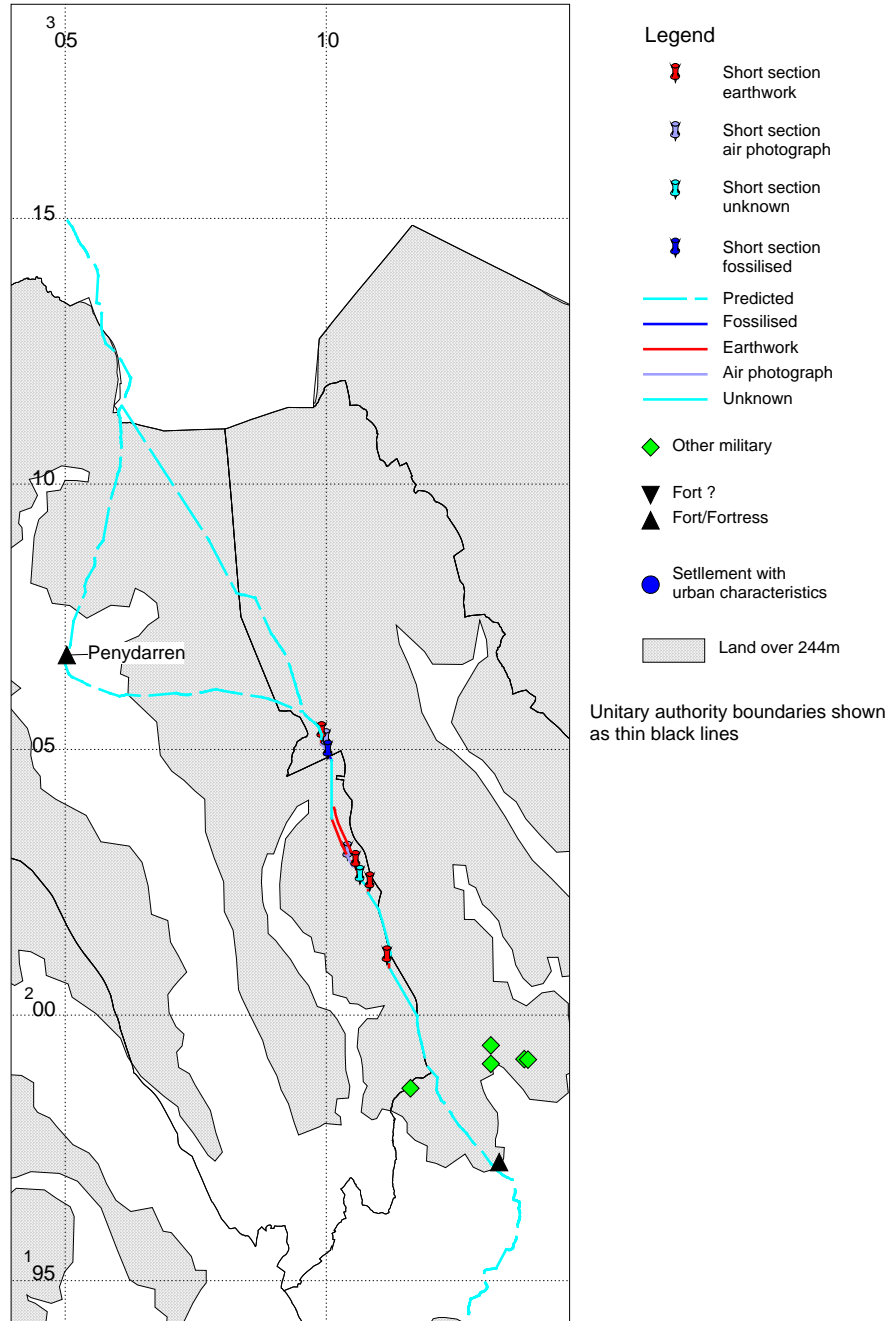 3
05
10
15
10
Penydarren
05
2
00
1
95
Legend
Short section
earthwork
Short section
air photograph
Short section
unknown
Short section
fossilised
Predicted
Fossilised
Earthwork
Air photograph
Unknown
Other military
Fort ?
Fort/Fortress
Setllement with
urban characteristics
Land over 244m
Unitary authority boundaries shown
as thin black lines